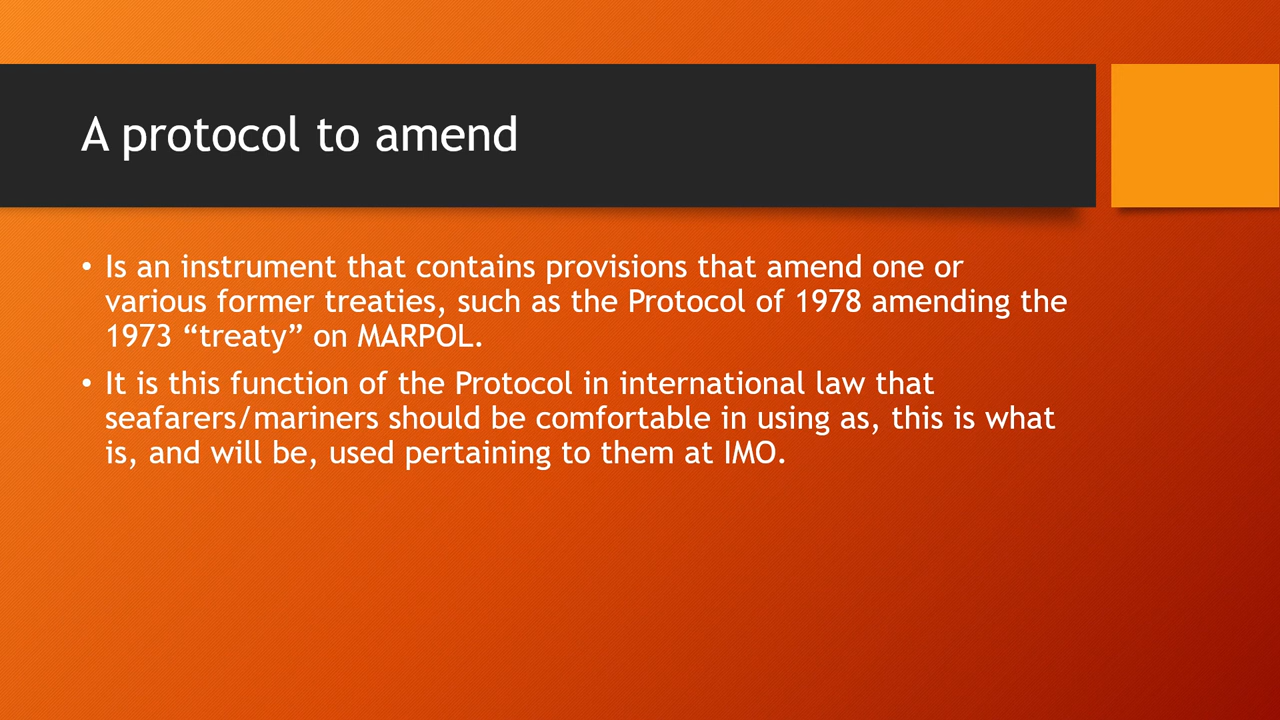 A protocol to amend
• Is an instrument that contains provisions that amend one or
various former treaties, such as the Protocol of 1978 amending the
1973 “treaty” on MARPOL.
• It is this function of the Protocol in international law that
seafarers/mariners should be comfortable in using as, this is what
is, and will be, used pertaining to them at IMO.